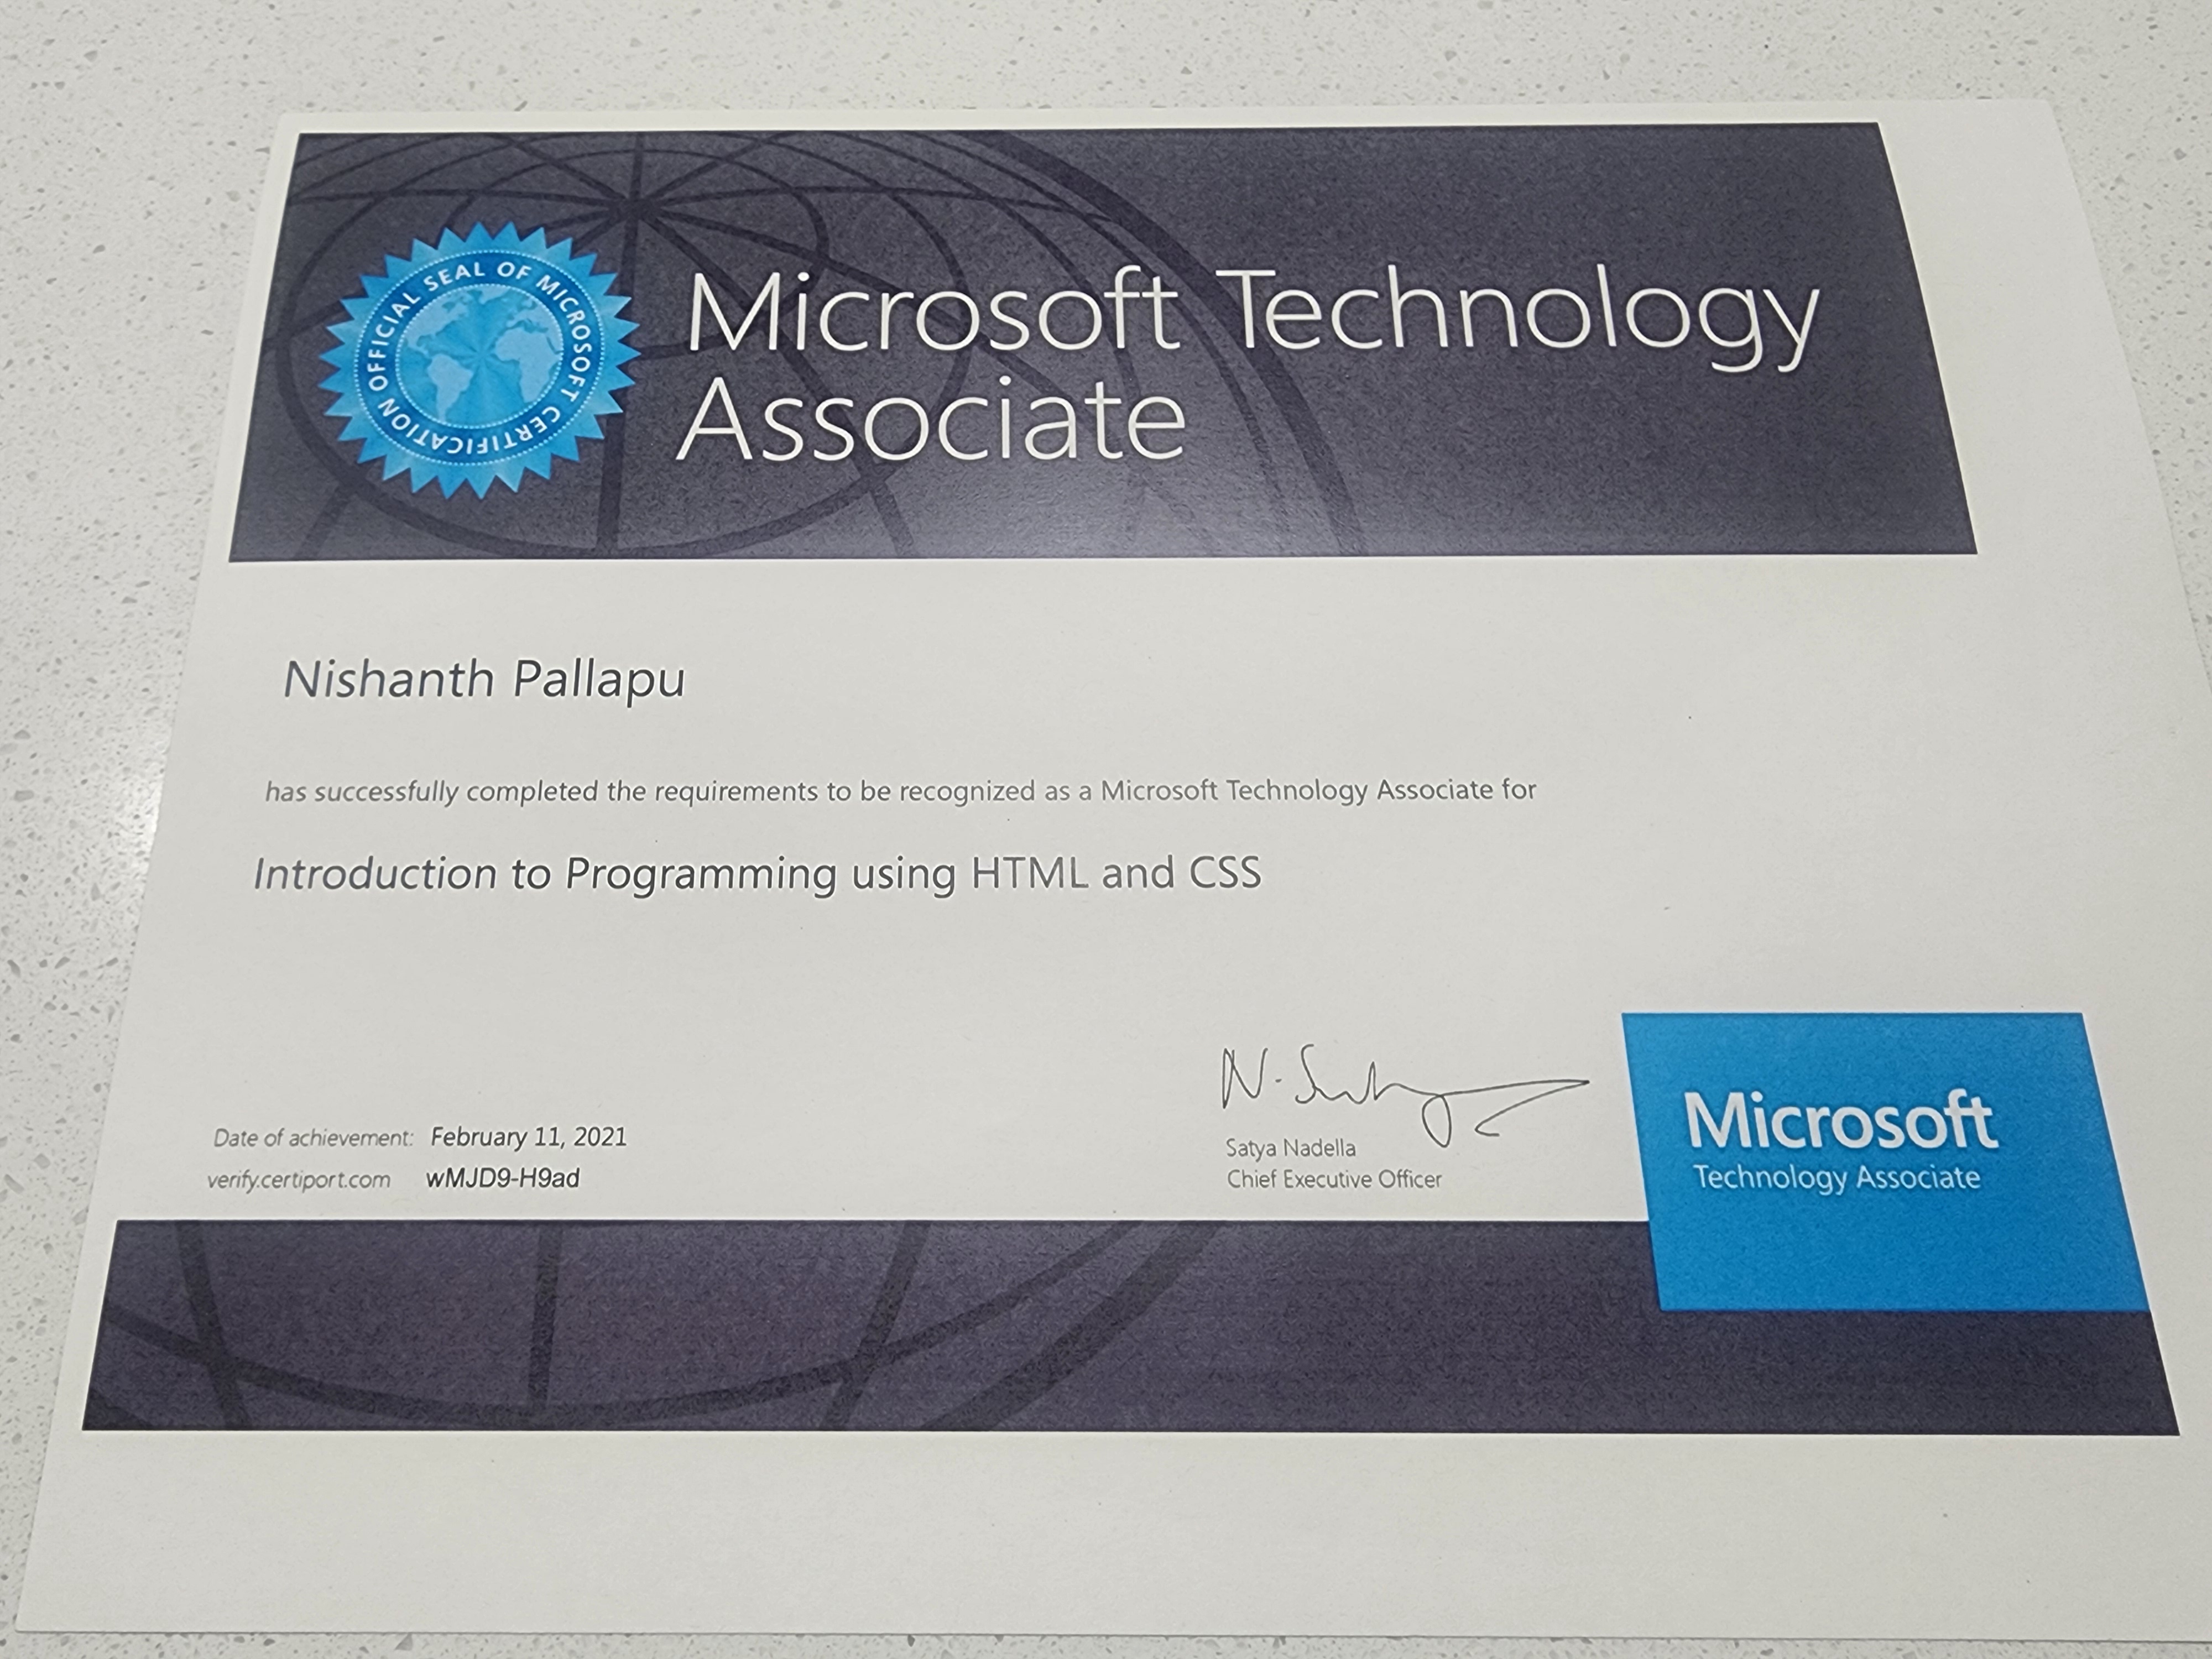 OFFICIAL SEAL OF MICROSOFT CERTIFICATION
Microsoft Technology
Associate
Nishanth Pallapu
has successfully completed the requirements to be recognized as a Microsoft Technology Associate for
Introduction to Programming using HTML and CSS
Date of achievement: February 11, 2021
verify.certiport.com wMJD9-H9ad
N. Satya
Satya Nadella
Chief Executive Officer
Microsoft
Technology Associate